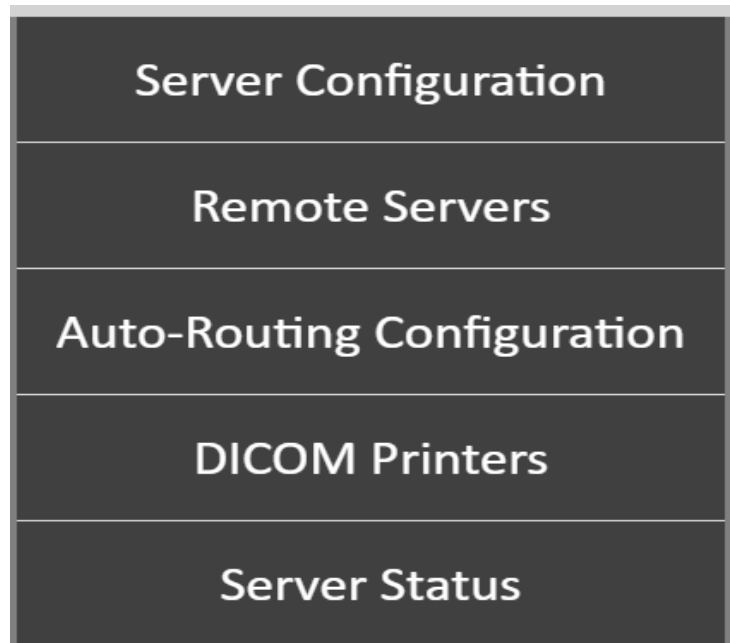 Server Configuration
Remote Servers
Auto-Routing Configuration
DICOM Printers
Server Status